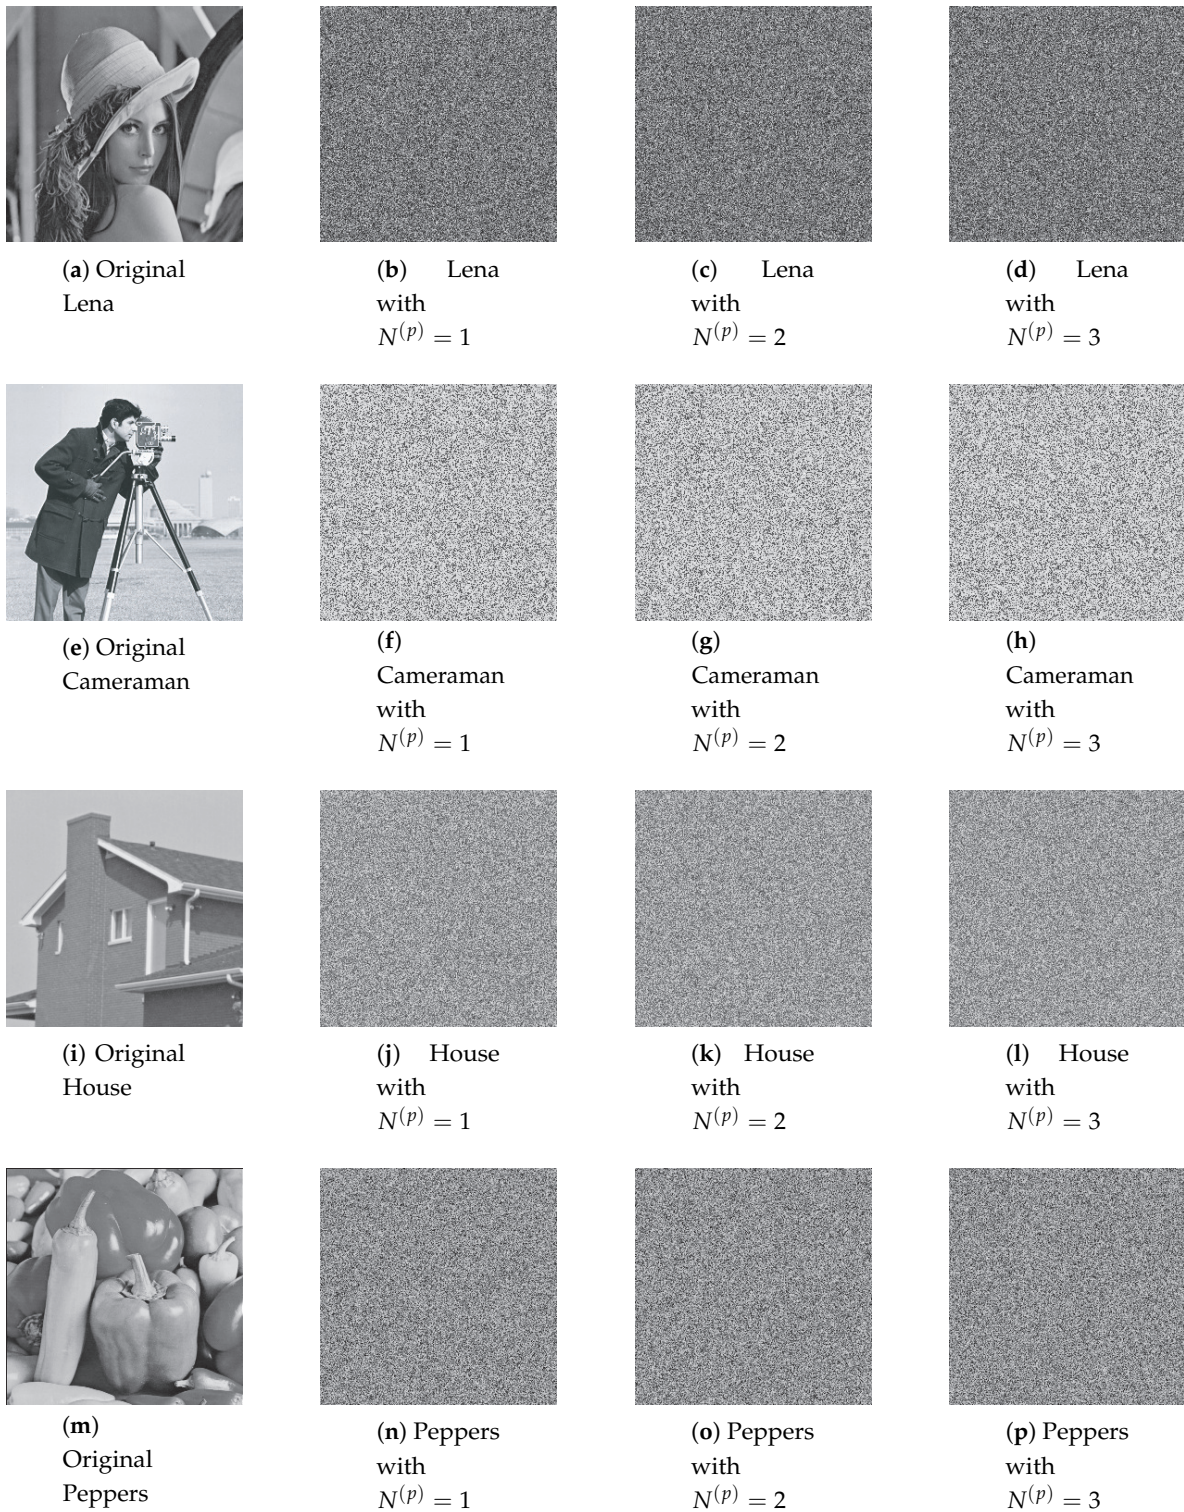 (a) Original
Lena
(b) Lena
with
N^(p) = 1
(c) Lena
with
N^(p) = 2
(d) Lena
with
N^(p) = 3
(e) Original
Cameraman
(f)
Cameraman
with
N^(p) = 1
(g)
Cameraman
with
N^(p) = 2
(h)
Cameraman
with
N^(p) = 3
(i) Original
House
(j) House
with
N^(p) = 1
(k) House
with
N^(p) = 2
(l) House
with
N^(p) = 3
(m)
Original
Peppers
(n) Peppers
with
N^(p) = 1
(o) Peppers
with
N^(p) = 2
(p) Peppers
with
N^(p) = 3